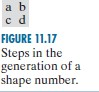 a b
c d
FIGURE 11.17
Steps in the
generation of a
shape number.